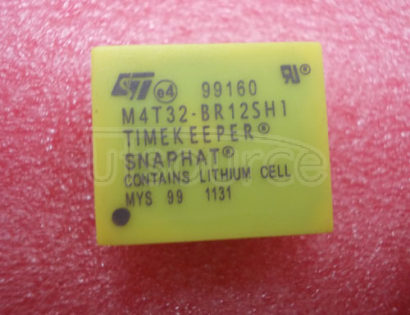 ST e4 99160
M4T32-BR12SH1
TIMEKEEPER®
SNAPHAT®
CONTAINS LITHIUM CELL
MYS 99 1131